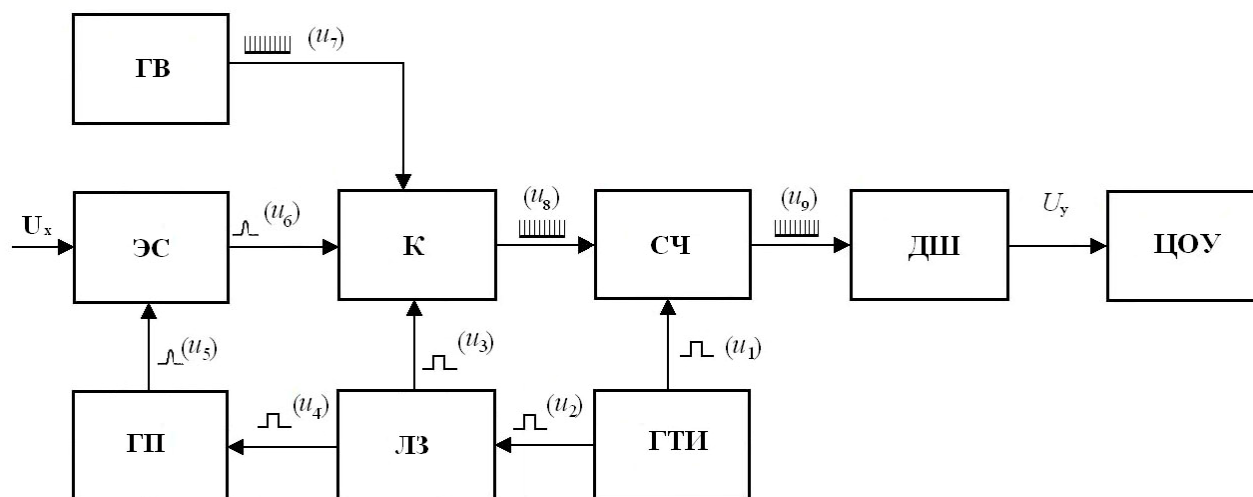 ГВ
(u7)
Ux
ЭС
(u6)
К
(u8)
СЧ
(u9)
ДШ
Uy
ЦОУ
(u5)
(u3)
(u1)
ГП
(u4)
ЛЗ
(u2)
ГТИ